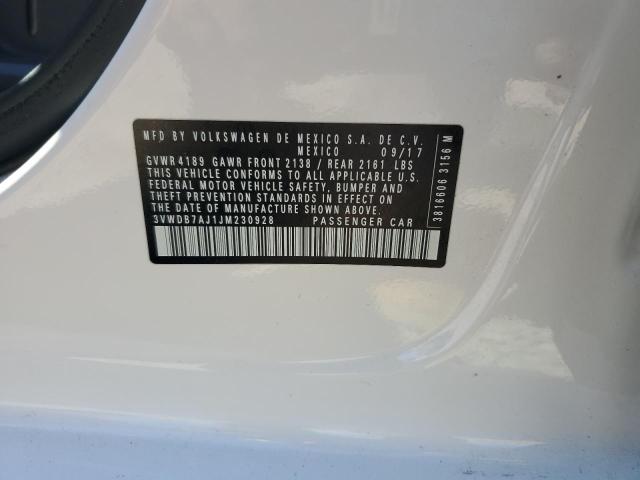 MFD BY VOLKSWAGEN DE MEXICO S.A. DE C.V.
MEXICO 09/17
GVWR 4189 GAWR FRONT 2138 / REAR 2161 LBS
THIS VEHICLE CONFORMS TO ALL APPLICABLE
FEDERAL MOTOR VEHICLE SAFETY, BUMPER AND
THEFT PREVENTION STANDARDS IN EFFECT ON
THE DATE OF MANUFACTURE SHOWN ABOVE.
3VWDB7AJ1JM230928 PASSENGER CAR
3816606 3156 M